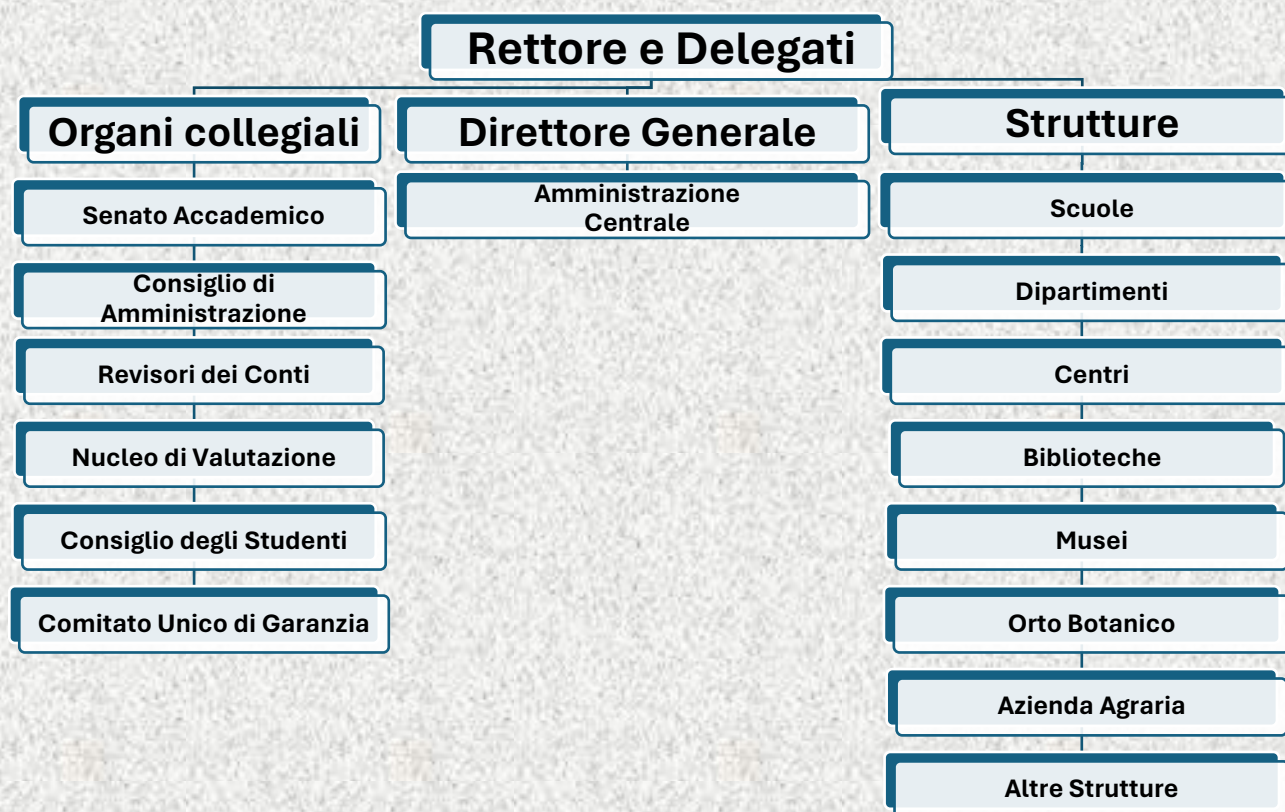 Rettore e Delegati
Organi collegiali
Senato Accademico
Consiglio di
Amministrazione
Revisori dei Conti
Nucleo di Valutazione
Consiglio degli Studenti
Comitato Unico di Garanzia
Direttore Generale
Amministrazione
Centrale
Strutture
Scuole
Dipartimenti
Centri
Biblioteche
Musei
Orto Botanico
Azienda Agraria
Altre Strutture